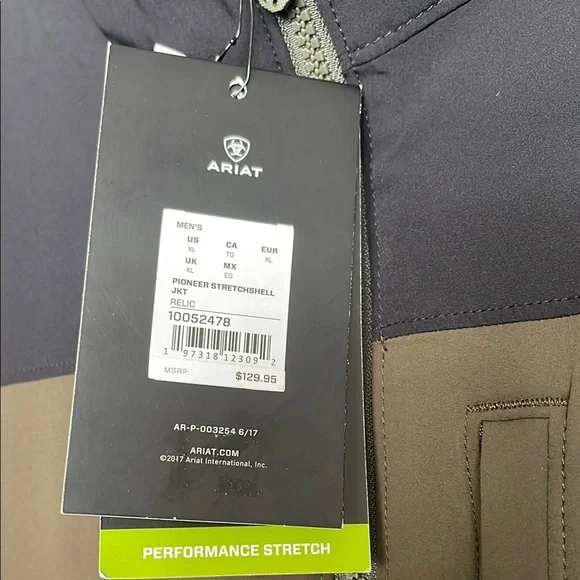 ARIAT
MEN'S
US CA EUR
XL TG XL
UK MX
XL EG
PIONEER STRETCHSHELL
JKT
RELIC
10052478
1 97318 12309 2
MSRP: $129.95
AR-P-003254 6/17
ARIAT.COM
©2017 Ariat International, Inc.
PERFORMANCE STRETCH